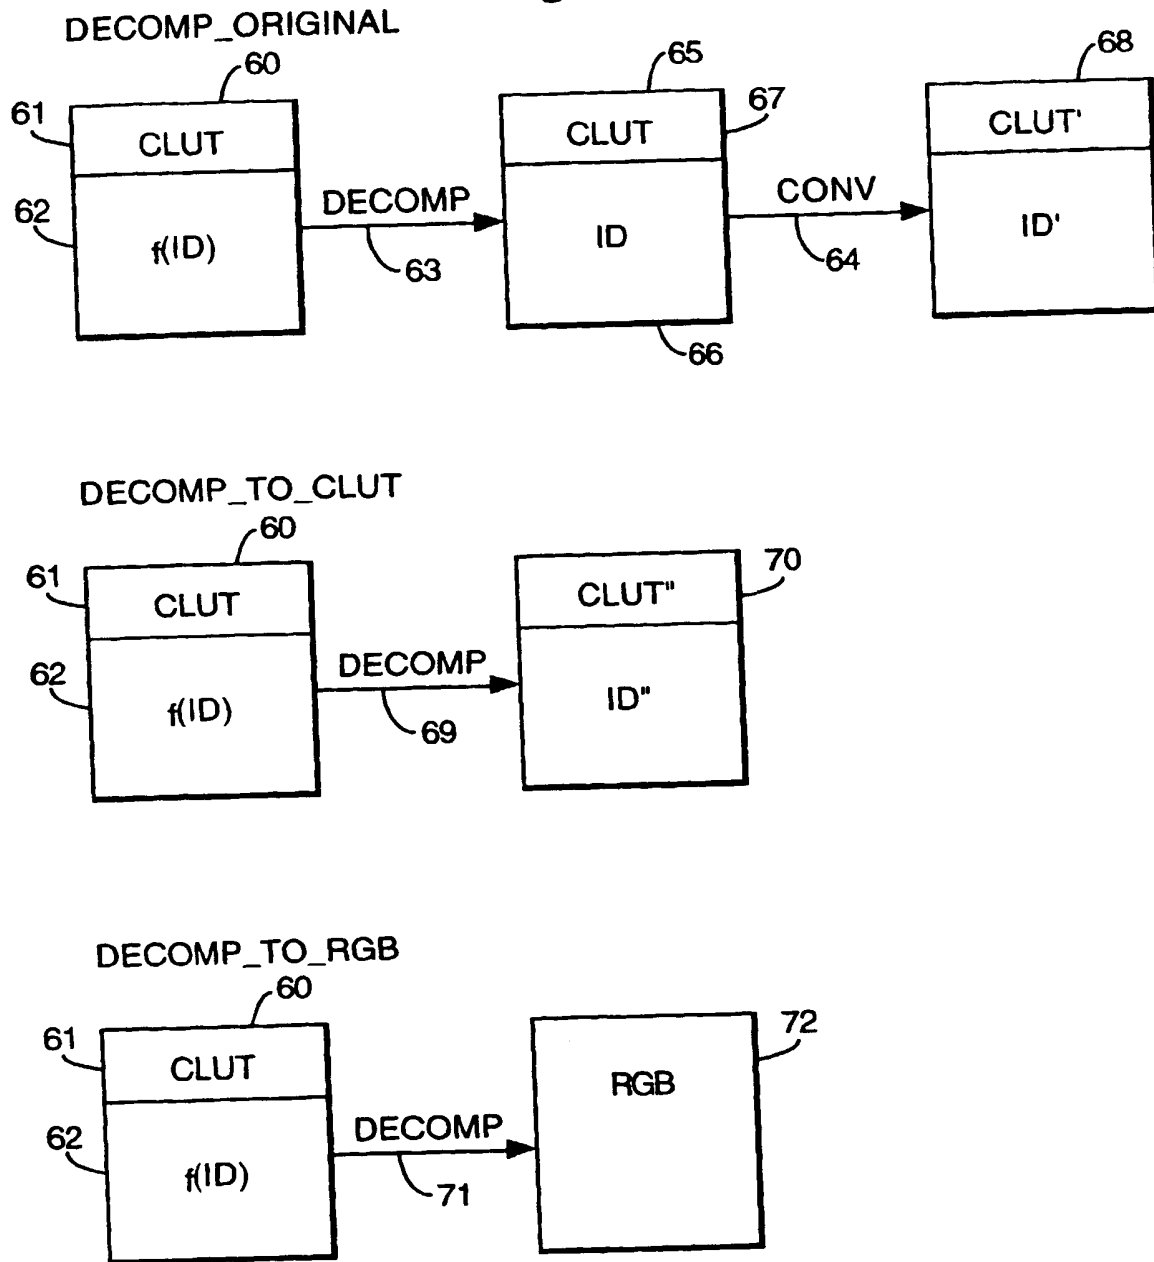 DECOMP_ORIGINAL
60
65
68
61
CLUT
CLUT
67
CLUT'
62
f(ID)
DECOMP
63
ID
CONV
64
ID'
66
DECOMP_TO_CLUT
60
61
CLUT
CLUT"
70
62
f(ID)
DECOMP
69
ID"
DECOMP_TO_RGB
60
61
CLUT
RGB
72
62
f(ID)
DECOMP
71